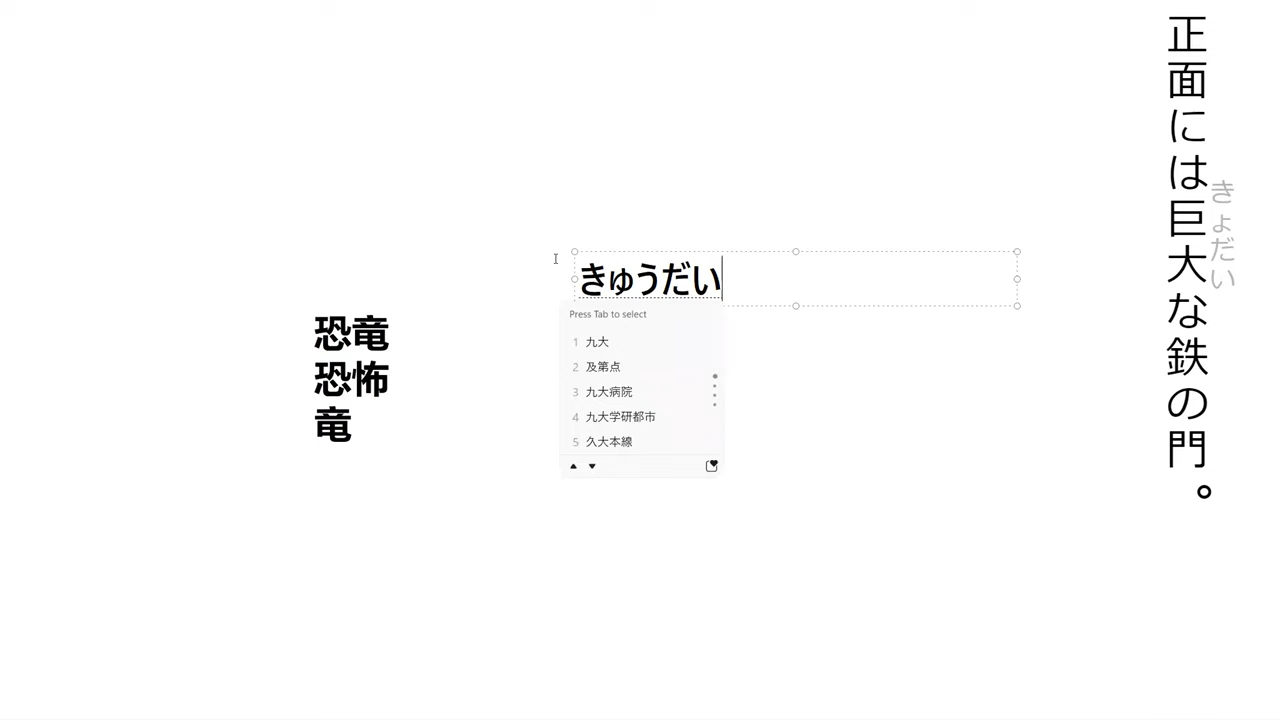 正面には巨大な鉄の門。
きょだい
きゅうだい
Press Tab to select
1 九大
2 及第点
3 九大病院
4 九大学研都市
5 久大本線
恐竜
恐怖
竜